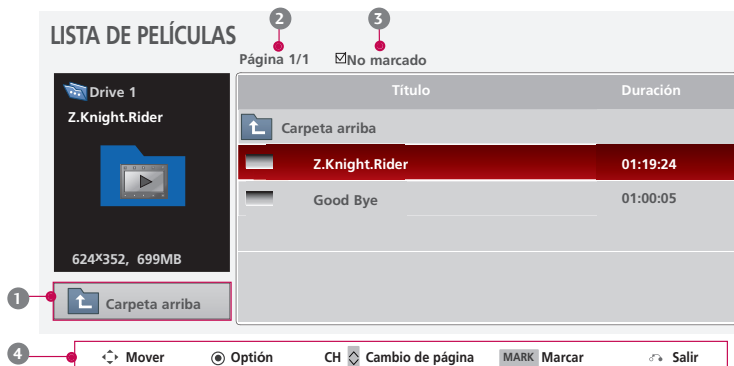 LISTA DE PELÍCULAS
2 3
Página 1/1 ☑No marcado
Drive 1
Z.Knight.Rider
624x352, 699MB
1 Carpeta arriba
Título Duración
Carpeta arriba
Z.Knight.Rider 01:19:24
Good Bye 01:00:05
4 Mover Optión CH Cambio de página MARK Marcar Salir